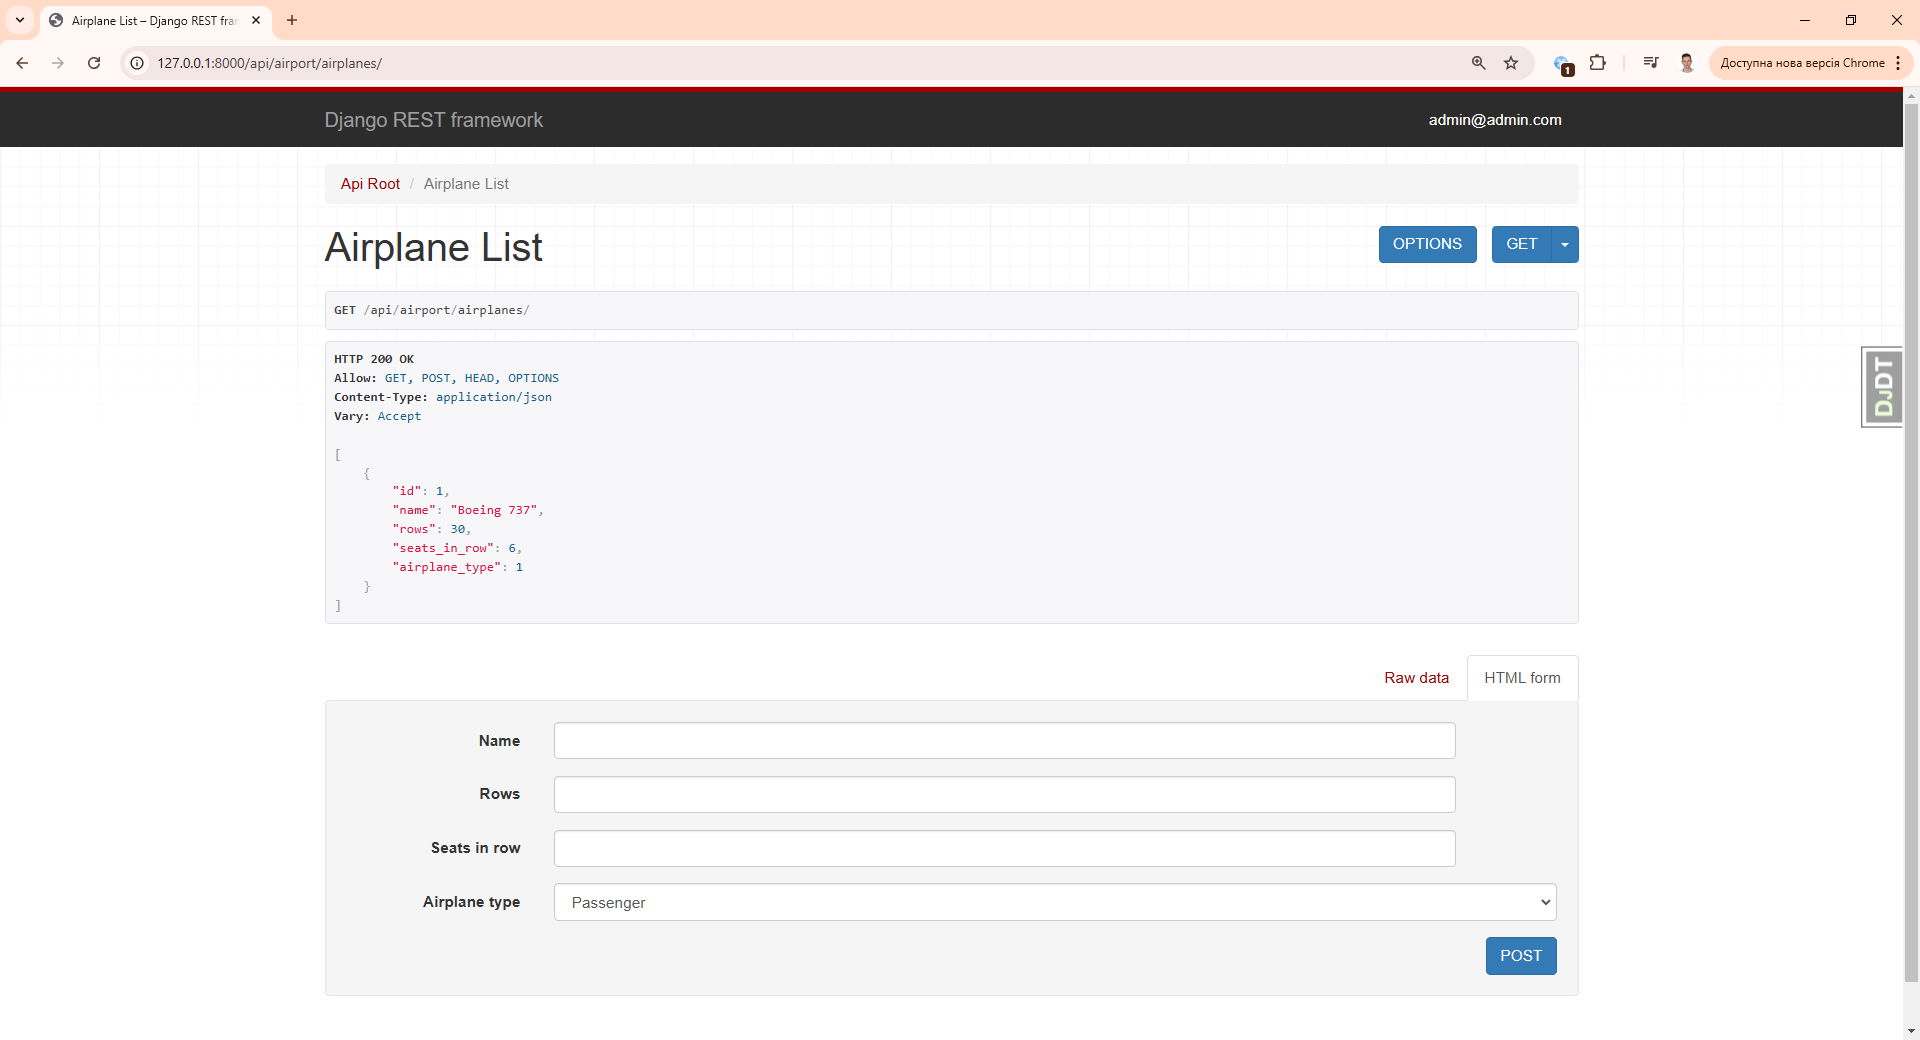 Airplane List – Django REST fra
127.0.0.1:8000/api/airport/airplanes/
1
Доступна нова версія Chrome
Django REST framework
admin@admin.com
Api Root / Airplane List
Airplane List
OPTIONS
GET
GET /api/airport/airplanes/
HTTP 200 OK
Allow: GET, POST, HEAD, OPTIONS
Content-Type: application/json
Vary: Accept
[
{
"id": 1,
"name": "Boeing 737",
"rows": 30,
"seats_in_row": 6,
"airplane_type": 1
}
]
DJDT
Raw data
HTML form
Name
Rows
Seats in row
Airplane type
Passenger
POST